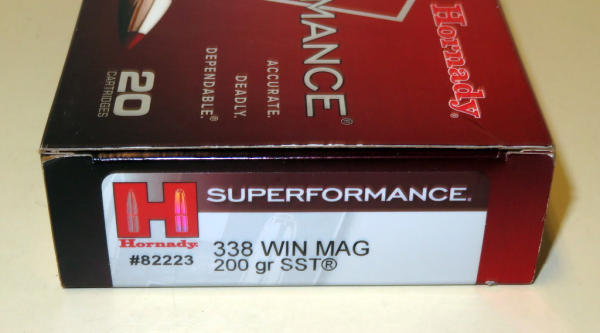 20
CARTRIDGES
ACCURATE.
DEADLY.
DEPENDABLE.®
MANCE®
Hornady®
H
Hornady®
#82223
SUPERFORMANCE®
338 WIN MAG
200 gr SST®